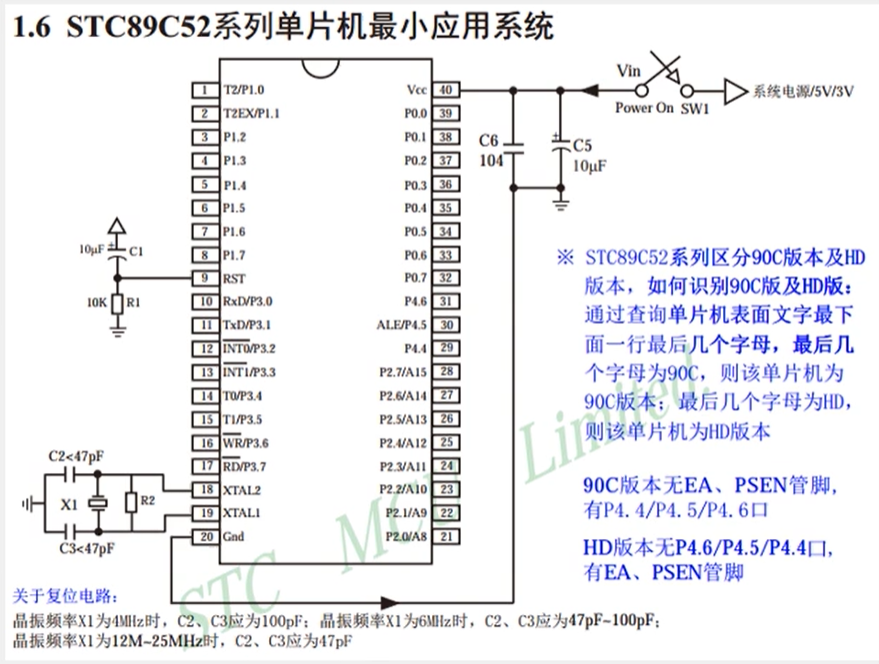 1.6 STC89C52系列单片机最小应用系统
1 T2/P1.0 Vcc 40
2 T2EX/P1.1 P0.0 39
3 P1.2 P0.1 38
4 P1.3 P0.2 37
5 P1.4 P0.3 36
6 P1.5 P0.4 35
7 P1.6 P0.5 34
8 P1.7 P0.6 33
9 RST P0.7 32
10 RxD/P3.0 P4.6 31
11 TxD/P3.1 ALE/P4.5 30
12 INT0/P3.2 P4.4 29
13 INT1/P3.3 P2.7/A15 28
14 T0/P3.4 P2.6/A14 27
15 T1/P3.5 P2.5/A13 26
16 WR/P3.6 P2.4/A12 25
17 RD/P3.7 P2.3/A11 24
18 XTAL2 P2.2/A10 23
19 XTAL1 P2.1/A9 22
20 Gnd P2.0/A8 21
10μF + C1
10K R1
C2<47pF
X1 R2
C3<47pF
Vin
Power On SW1
系统电源/5V/3V
C6
104
+ C5
10μF
※ STC89C52系列区分90C版本及HD
版本，如何识别90C版及HD版：
通过查询单片机表面文字最下
面一行最后几个字母，最后几
个字母为90C，则该单片机为
90C版本；最后几个字母为HD，
则该单片机为HD版本
90C版本无EA、PSEN管脚，
有P4.4/P4.5/P4.6口
HD版本无P4.6/P4.5/P4.4口，
有EA、PSEN管脚
STC MCU Limited.
关于复位电路：
晶振频率X1为4MHz时，C2、C3应为100pF；晶振频率X1为6MHz时，C2、C3应为47pF~100pF；
晶振频率X1为12M~25MHz时，C2、C3应为47pF